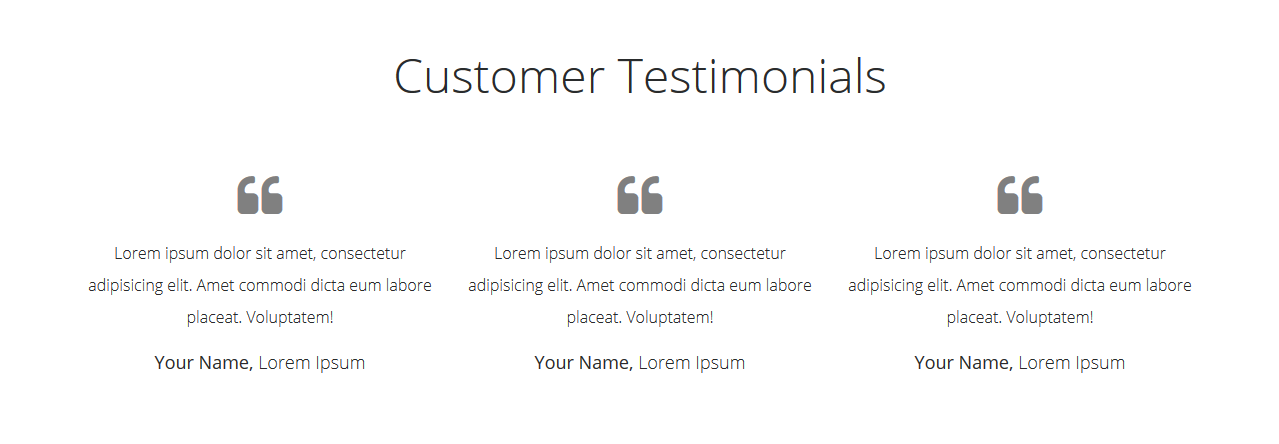 Customer Testimonials
Lorem ipsum dolor sit amet, consectetur
adipisicing elit. Amet commodi dicta eum labore
placeat. Voluptatem!
Your Name, Lorem Ipsum
Lorem ipsum dolor sit amet, consectetur
adipisicing elit. Amet commodi dicta eum labore
placeat. Voluptatem!
Your Name, Lorem Ipsum
Lorem ipsum dolor sit amet, consectetur
adipisicing elit. Amet commodi dicta eum labore
placeat. Voluptatem!
Your Name, Lorem Ipsum